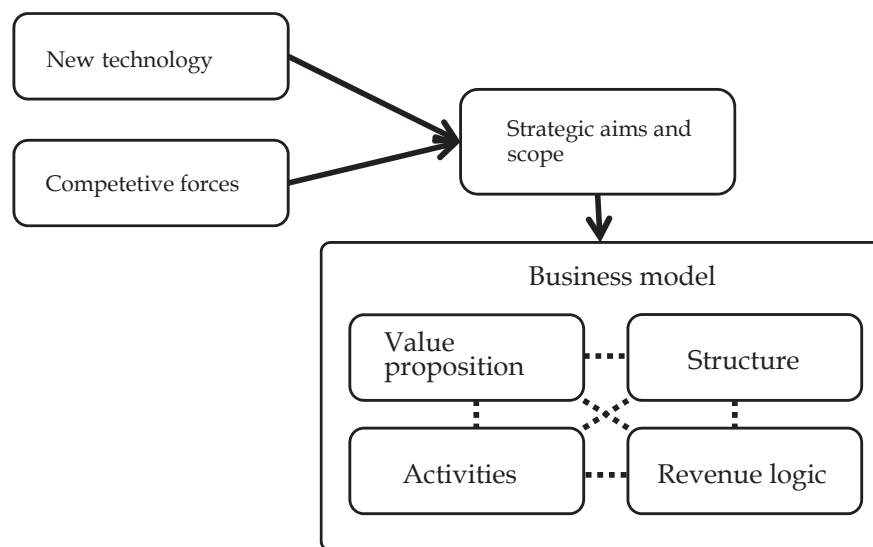 New technology
Strategic aims and
scope
Competetive forces
Business model
Value
proposition
Structure
Activities
Revenue logic